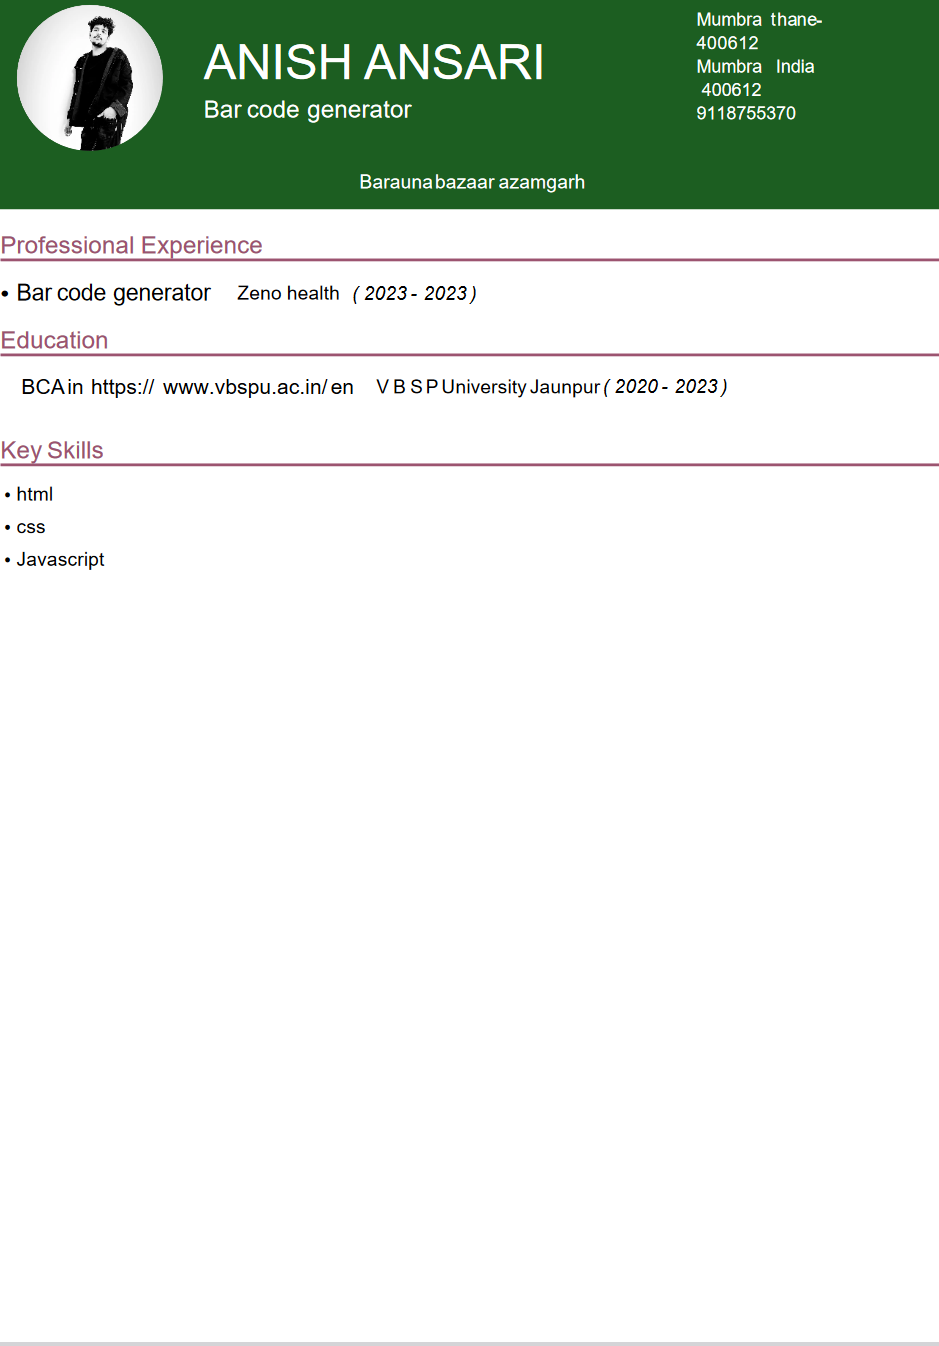 ANISH ANSARI
Bar code generator
Mumbra thane-
400612
Mumbra India
400612
9118755370
Barauna bazaar azamgarh
Professional Experience
• Bar code generator Zeno health ( 2023 - 2023 )
Education
BCA in https:// www.vbspu.ac.in/ en V B S P University Jaunpur ( 2020 - 2023 )
Key Skills
• html
• css
• Javascript